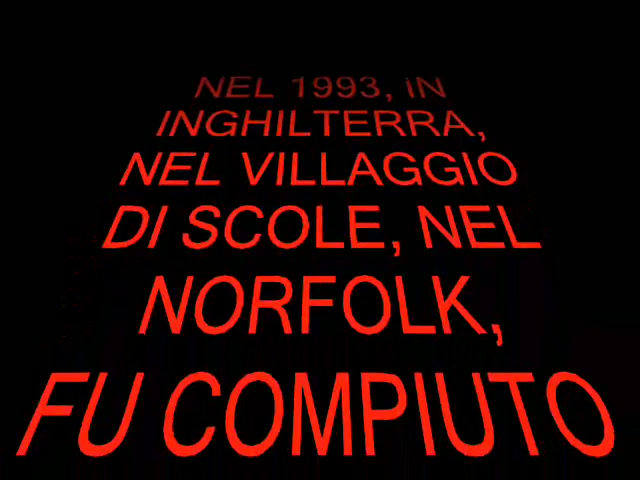 NEL 1993, IN
INGHILTERRA,
NEL VILLAGGIO
DI SCOLE, NEL
NORFOLK,
FU COMPIUTO